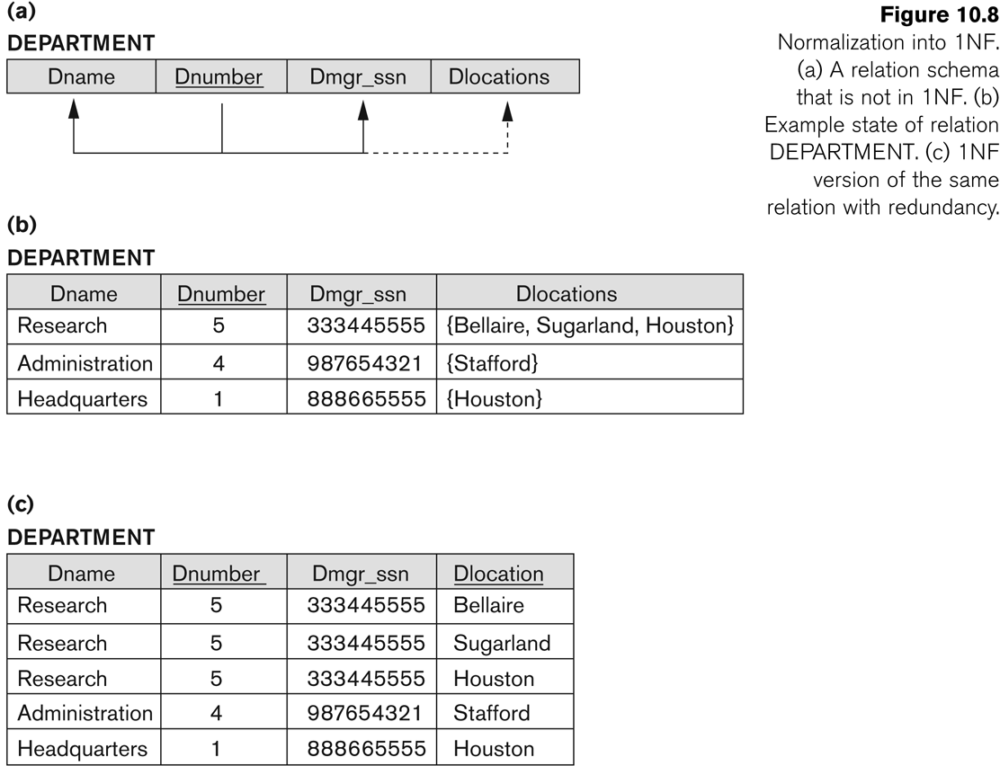 (a)
DEPARTMENT
Dname Dnumber Dmgr_ssn Dlocations
Figure 10.8
Normalization into 1NF.
(a) A relation schema
that is not in 1NF. (b)
Example state of relation
DEPARTMENT. (c) 1NF
version of the same
relation with redundancy.
(b)
DEPARTMENT
Dname Dnumber Dmgr_ssn Dlocations
Research 5 333445555 {Bellaire, Sugarland, Houston}
Administration 4 987654321 {Stafford}
Headquarters 1 888665555 {Houston}
(c)
DEPARTMENT
Dname Dnumber Dmgr_ssn Dlocation
Research 5 333445555 Bellaire
Research 5 333445555 Sugarland
Research 5 333445555 Houston
Administration 4 987654321 Stafford
Headquarters 1 888665555 Houston